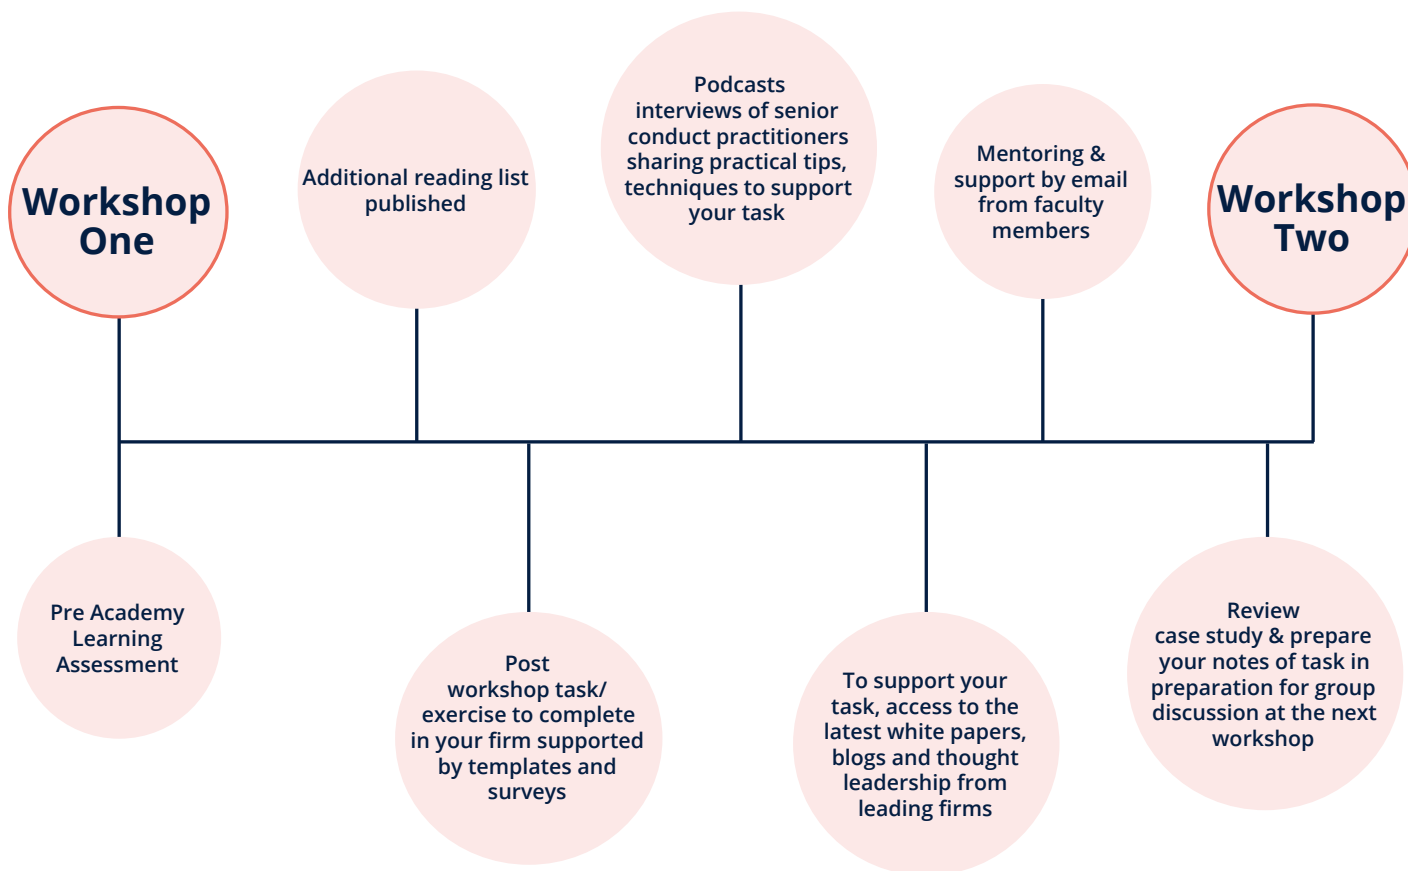 Workshop
One
Additional reading list
published
Podcasts
interviews of senior
conduct practitioners
sharing practical tips,
techniques to support
your task
Mentoring &
support by email
from faculty
members
Workshop
Two
Pre Academy
Learning
Assessment
Post
workshop task/
exercise to complete
in your firm supported
by templates and
surveys
To support your
task, access to the
latest white papers,
blogs and thought
leadership from
leading firms
Review
case study & prepare
your notes of task in
preparation for group
discussion at the next
workshop